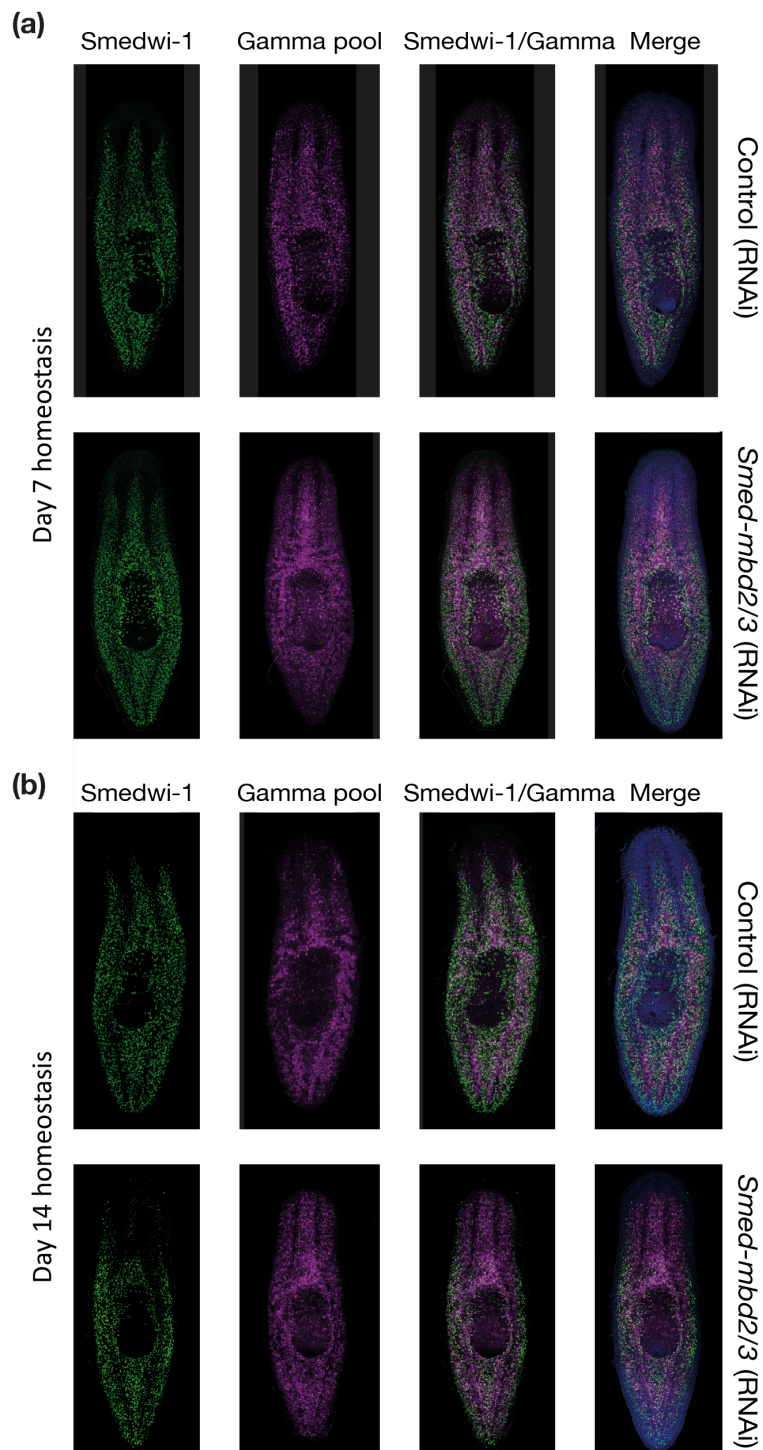 (a)
Smedwi-1 Gamma pool Smedwi-1/Gamma Merge
Day 7 homeostasis
Control (RNAi)
Smed-mbd2/3 (RNAi)
(b)
Smedwi-1 Gamma pool Smedwi-1/Gamma Merge
Day 14 homeostasis
Control (RNAi)
Smed-mbd2/3 (RNAi)